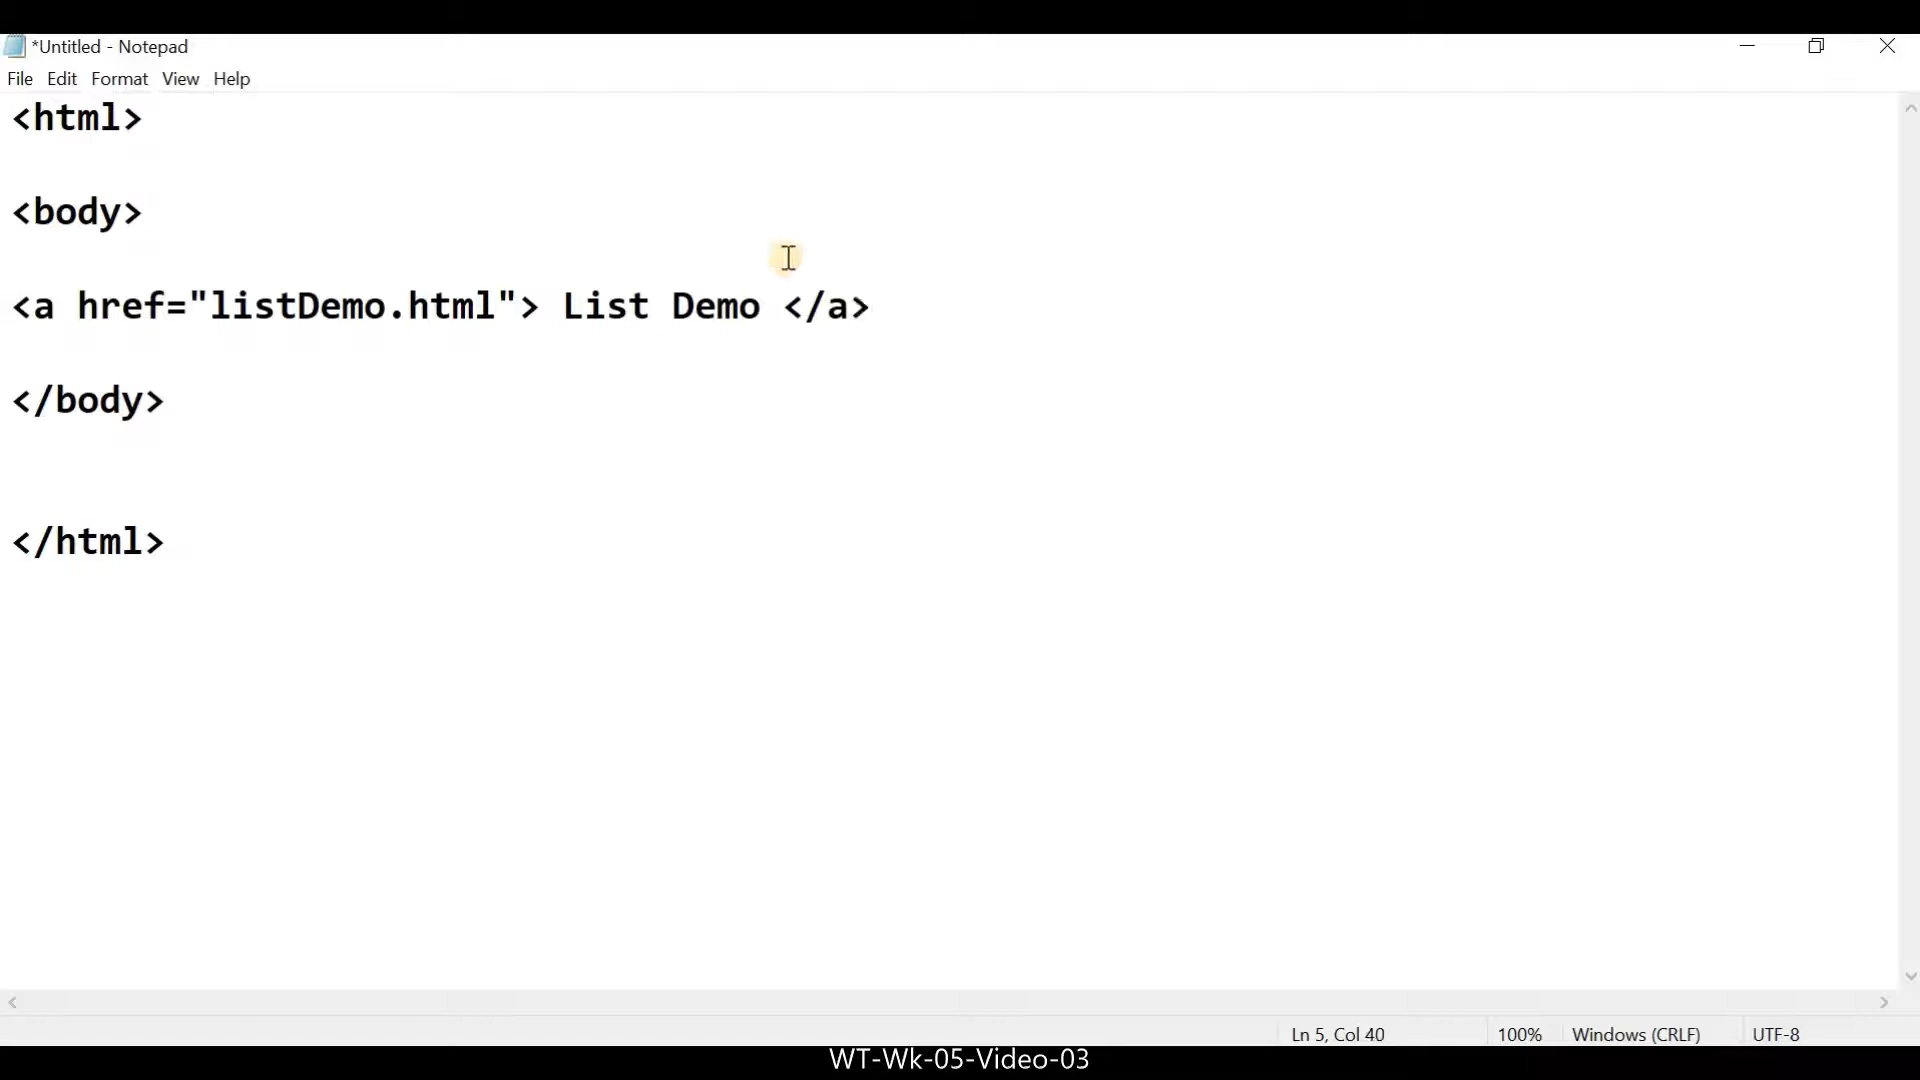 *Untitled - Notepad
File Edit Format View Help
<html>
<body>
<a href="listDemo.html"> List Demo </a>
</body>
</html>
Ln 5, Col 40 100% Windows (CRLF) UTF-8
WT-Wk-05-Video-03